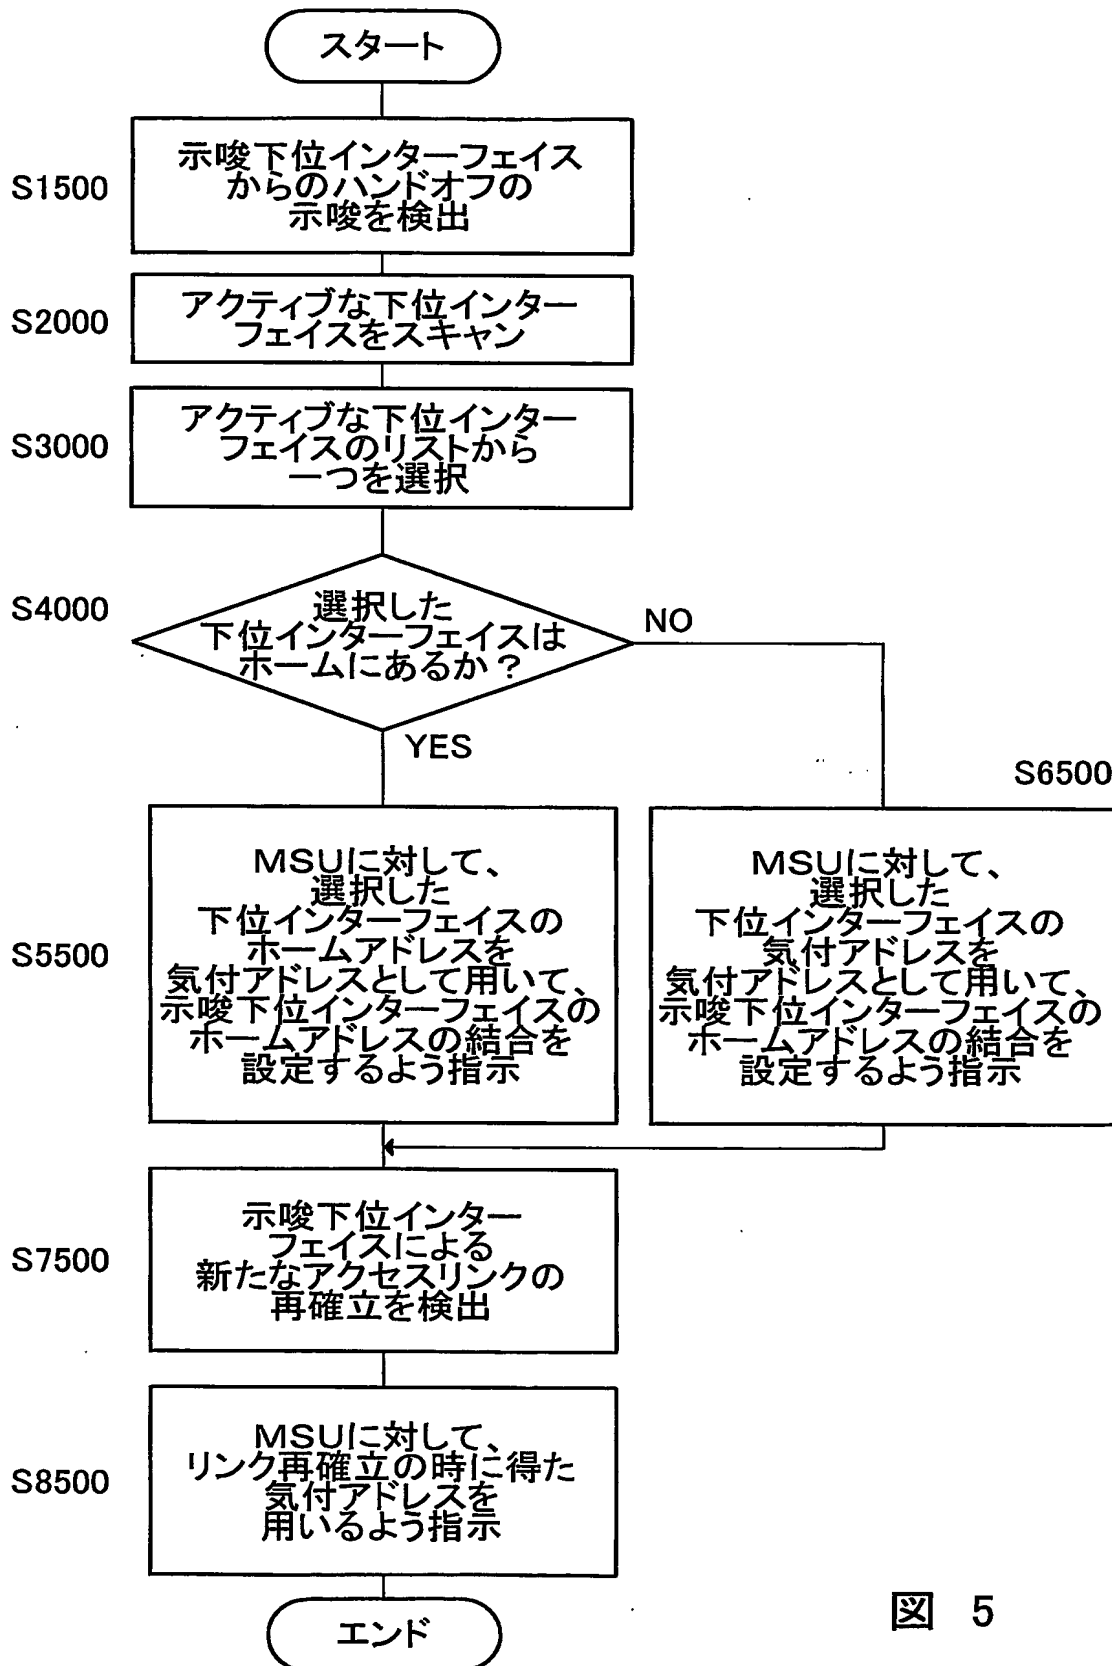 スタート
S1500
示唆下位インターフェイス
からのハンドオフの
示唆を検出
S2000
アクティブな下位インター
フェイスをスキャン
S3000
アクティブな下位インター
フェイスのリストから
一つを選択
S4000
選択した
下位インターフェイスは
ホームにあるか？
NO
YES
S5500
MSUに対して、
選択した
下位インターフェイスの
ホームアドレスを
気付アドレスとして用いて、
示唆下位インターフェイスの
ホームアドレスの結合を
設定するよう指示
S6500
MSUに対して、
選択した
下位インターフェイスの
気付アドレスを
気付アドレスとして用いて、
示唆下位インターフェイスの
ホームアドレスの結合を
設定するよう指示
S7500
示唆下位インター
フェイスによる
新たなアクセスリンクの
再確立を検出
S8500
MSUに対して、
リンク再確立の時に得た
気付アドレスを
用いるよう指示
エンド
図 5